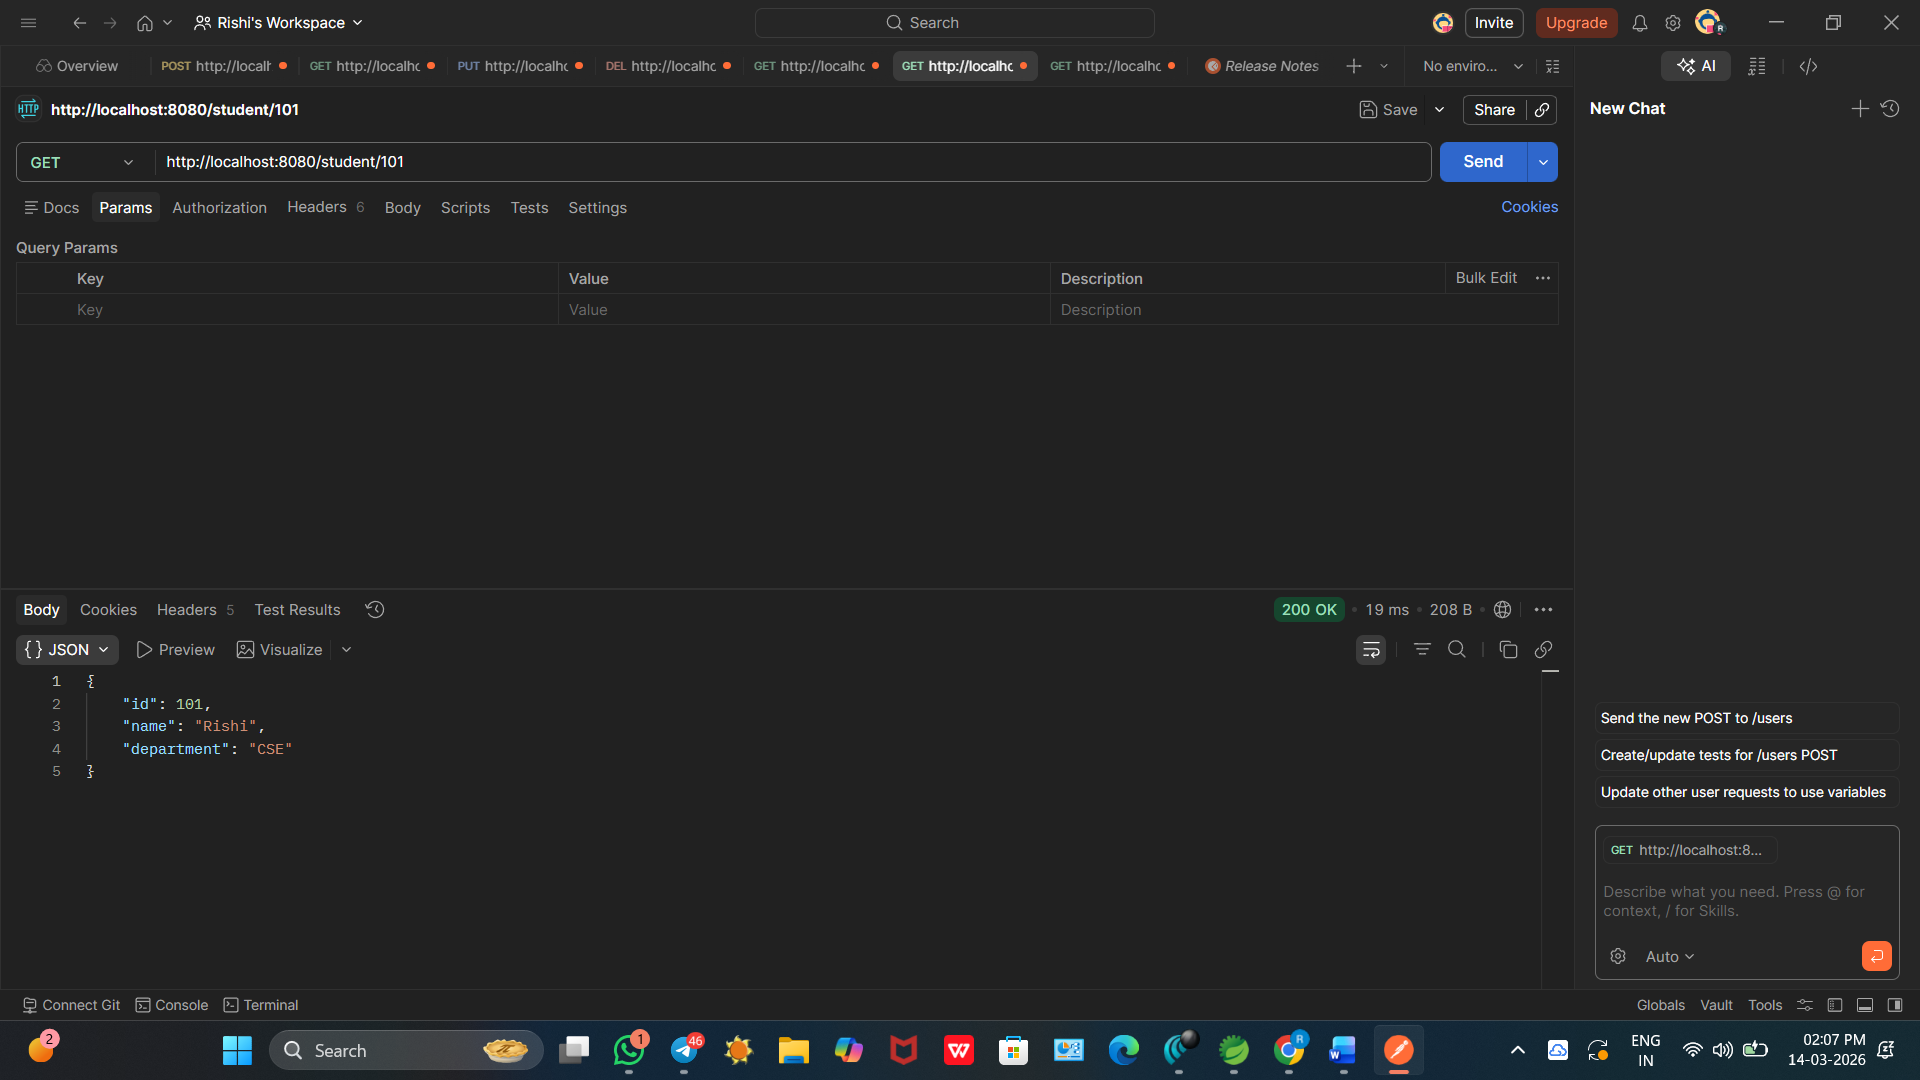 Rishi's Workspace
Search
Invite
Upgrade
Overview
POST http://localh
GET http://localhc
PUT http://localhc
DEL http://localhc
GET http://localhc
GET http://localhc
GET http://localhc
Release Notes
No enviro...
AI
HTTP http://localhost:8080/student/101
Save
Share
New Chat
GET
http://localhost:8080/student/101
Send
Docs
Params
Authorization
Headers 6
Body
Scripts
Tests
Settings
Cookies
Query Params
Key
Value
Description
Bulk Edit
Key
Value
Description
Body
Cookies
Headers 5
Test Results
200 OK
19 ms
208 B
{} JSON
Preview
Visualize
1 {
2 "id": 101,
3 "name": "Rishi",
4 "department": "CSE"
5 }
Send the new POST to /users
Create/update tests for /users POST
Update other user requests to use variables
GET http://localhost:8...
Describe what you need. Press @ for
context, / for Skills.
Auto
Connect Git
Console
Terminal
Globals
Vault
Tools
2
Search
1
46
R
ENG
IN
02:07 PM
14-03-2026